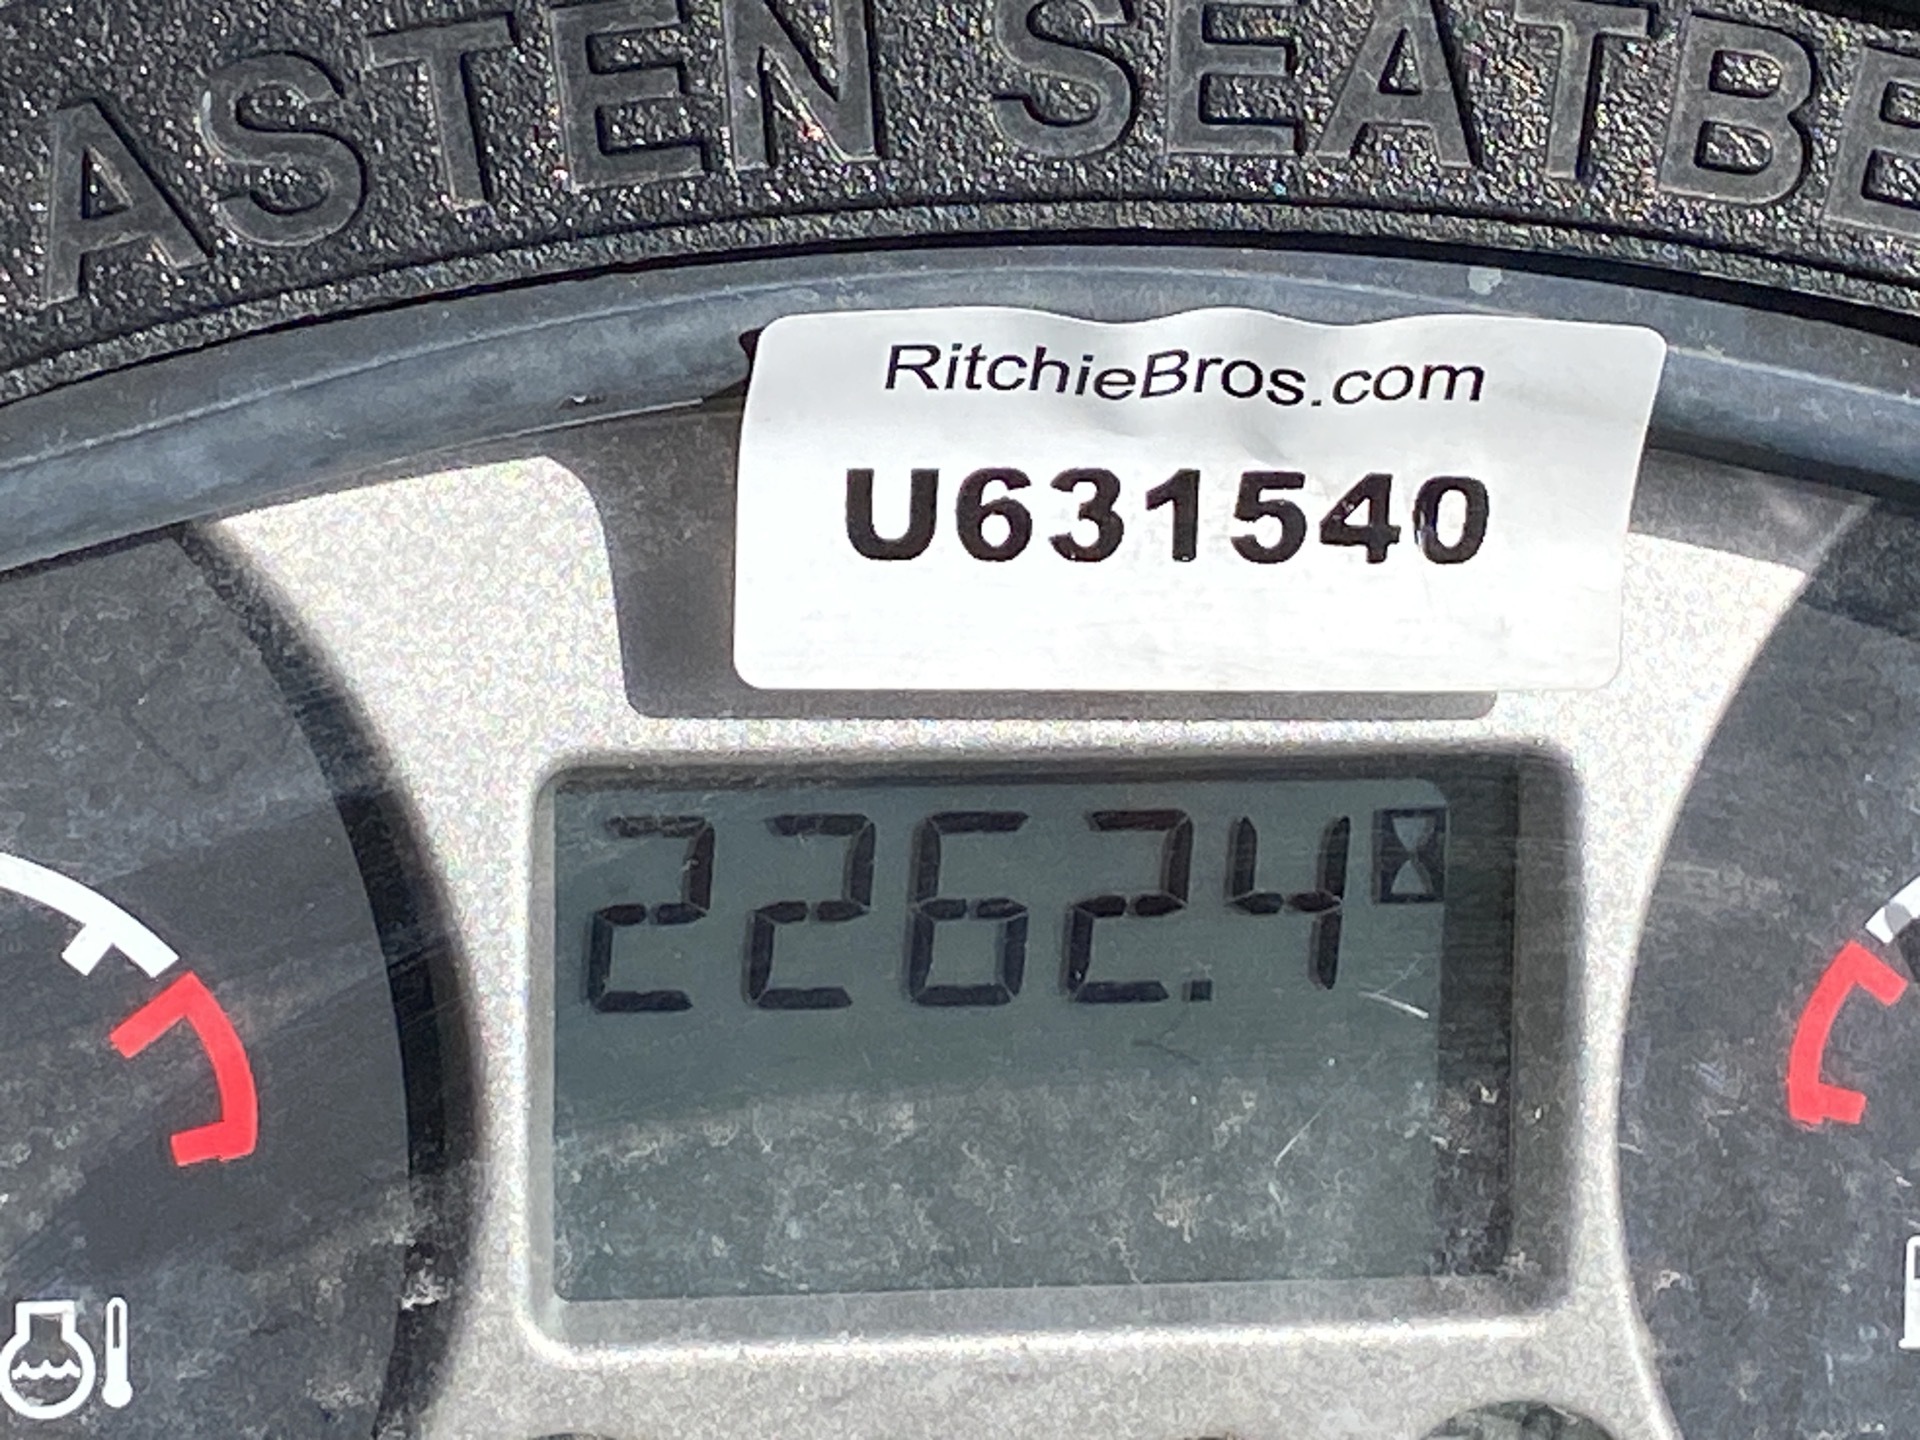 ASTEN SEATBE
RitchieBros.com
U631540
2262.4